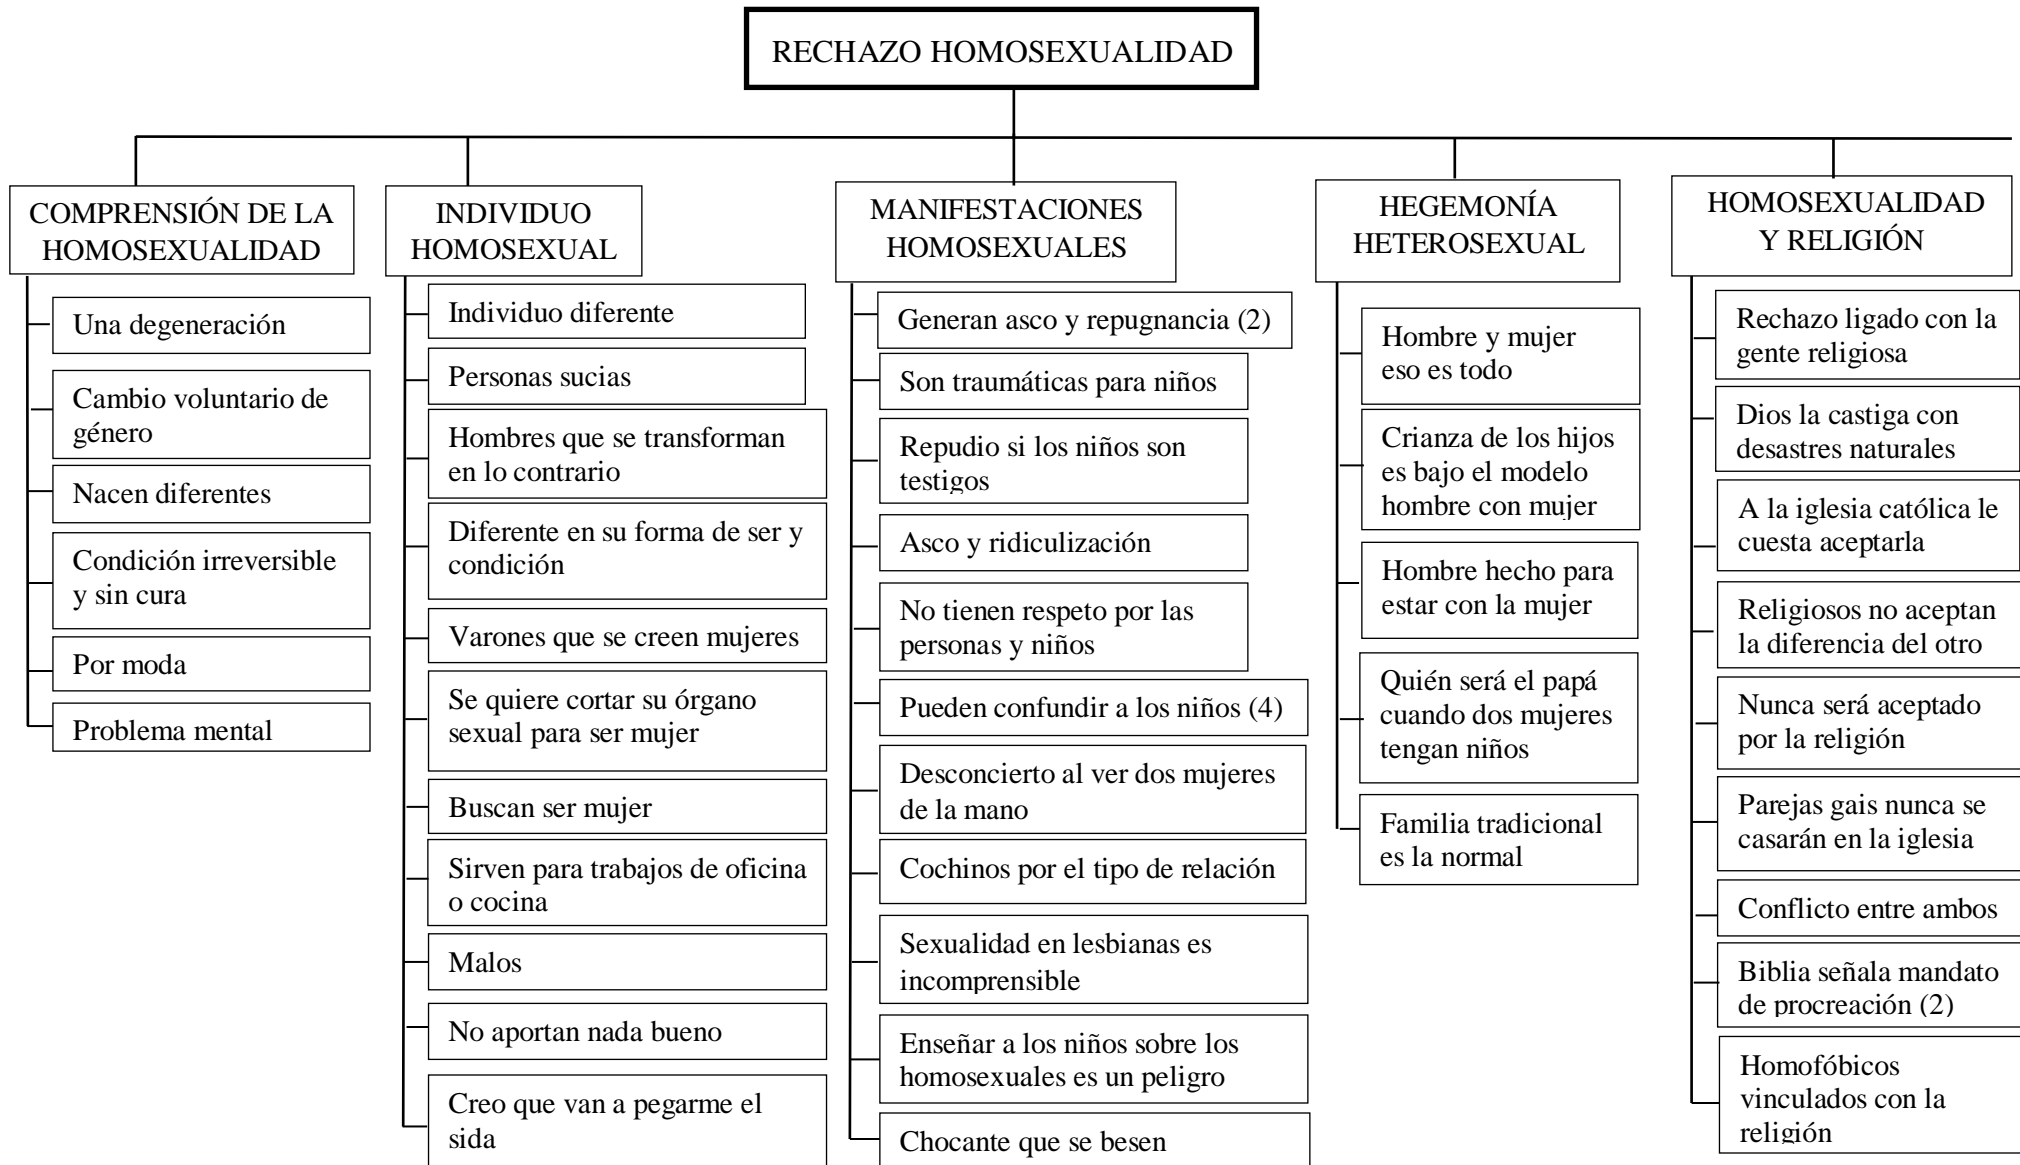 RECHAZO HOMOSEXUALIDAD
COMPRENSIÓN DE LA
HOMOSEXUALIDAD
Una degeneración
Cambio voluntario de
género
Nacen diferentes
Condición irreversible
y sin cura
Por moda
Problema mental
INDIVIDUO
HOMOSEXUAL
Individuo diferente
Personas sucias
Hombres que se transforman
en lo contrario
Diferente en su forma de ser y
condición
Varones que se creen mujeres
Se quiere cortar su órgano
sexual para ser mujer
Buscan ser mujer
Sirven para trabajos de oficina
o cocina
Malos
No aportan nada bueno
Creo que van a pegarme el
sida
MANIFESTACIONES
HOMOSEXUALES
Generan asco y repugnancia (2)
Son traumáticas para niños
Repudio si los niños son
testigos
Asco y ridiculización
No tienen respeto por las
personas y niños
Pueden confundir a los niños (4)
Desconcierto al ver dos mujeres
de la mano
Cochinos por el tipo de relación
Sexualidad en lesbianas es
incomprensible
Enseñar a los niños sobre los
homosexuales es un peligro
Chocante que se besen
HEGEMONÍA
HETEROSEXUAL
Hombre y mujer
eso es todo
Crianza de los hijos
es bajo el modelo
hombre con mujer
Hombre hecho para
estar con la mujer
Quién será el papá
cuando dos mujeres
tengan niños
Familia tradicional
es la normal
HOMOSEXUALIDAD
Y RELIGIÓN
Rechazo ligado con la
gente religiosa
Dios la castiga con
desastres naturales
A la iglesia católica le
cuesta aceptarla
Religiosos no aceptan
la diferencia del otro
Nunca será aceptado
por la religión
Parejas gais nunca se
casarán en la iglesia
Conflicto entre ambos
Biblia señala mandato
de procreación (2)
Homofóbicos
vinculados con la
religión